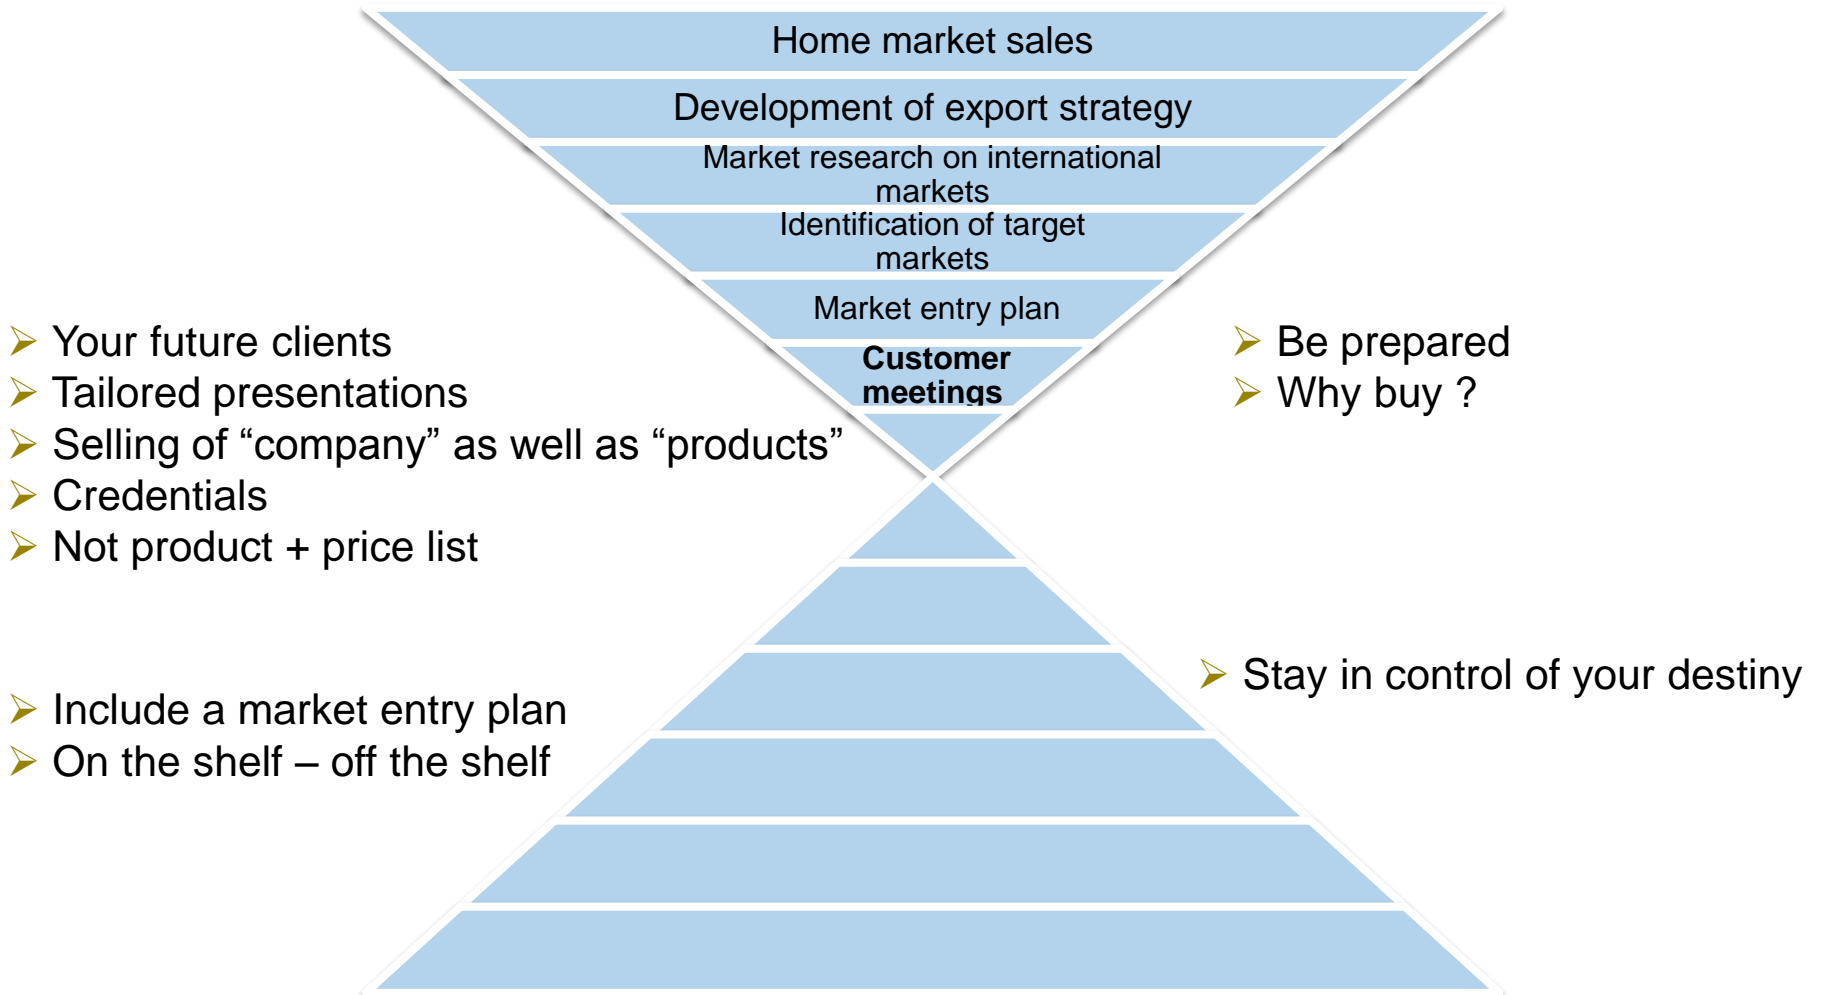 Home market sales
Development of export strategy
Market research on international
markets
Identification of target
markets
Market entry plan
Customer
meetings
➢ Your future clients
➢ Tailored presentations
➢ Selling of “company” as well as “products”
➢ Credentials
➢ Not product + price list
➢ Be prepared
➢ Why buy ?
➢ Include a market entry plan
➢ On the shelf – off the shelf
➢ Stay in control of your destiny